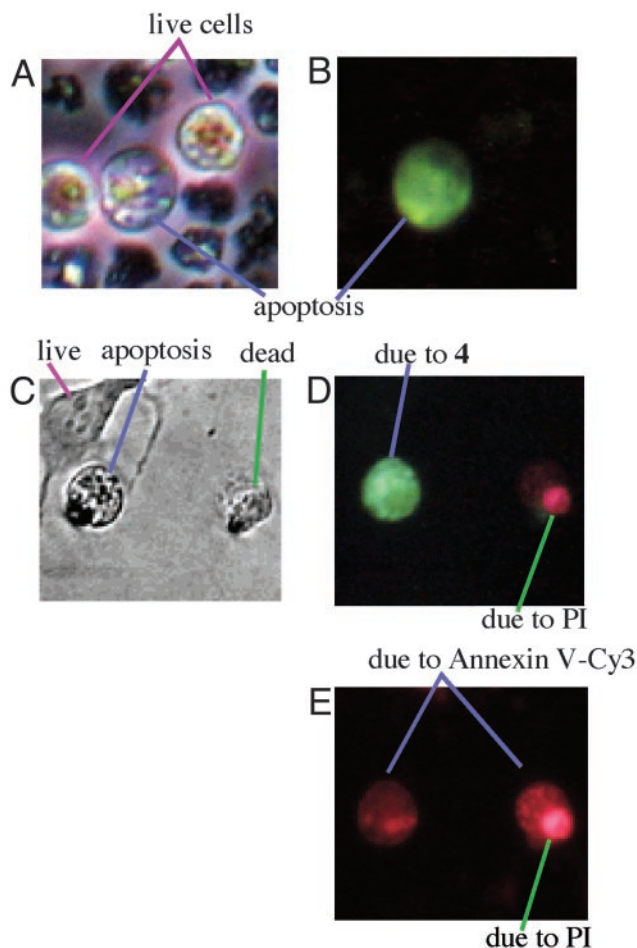 live cells
A
B
apoptosis
live apoptosis dead due to 4
C
D
due to PI
due to Annexin V-Cy3
E
due to PI